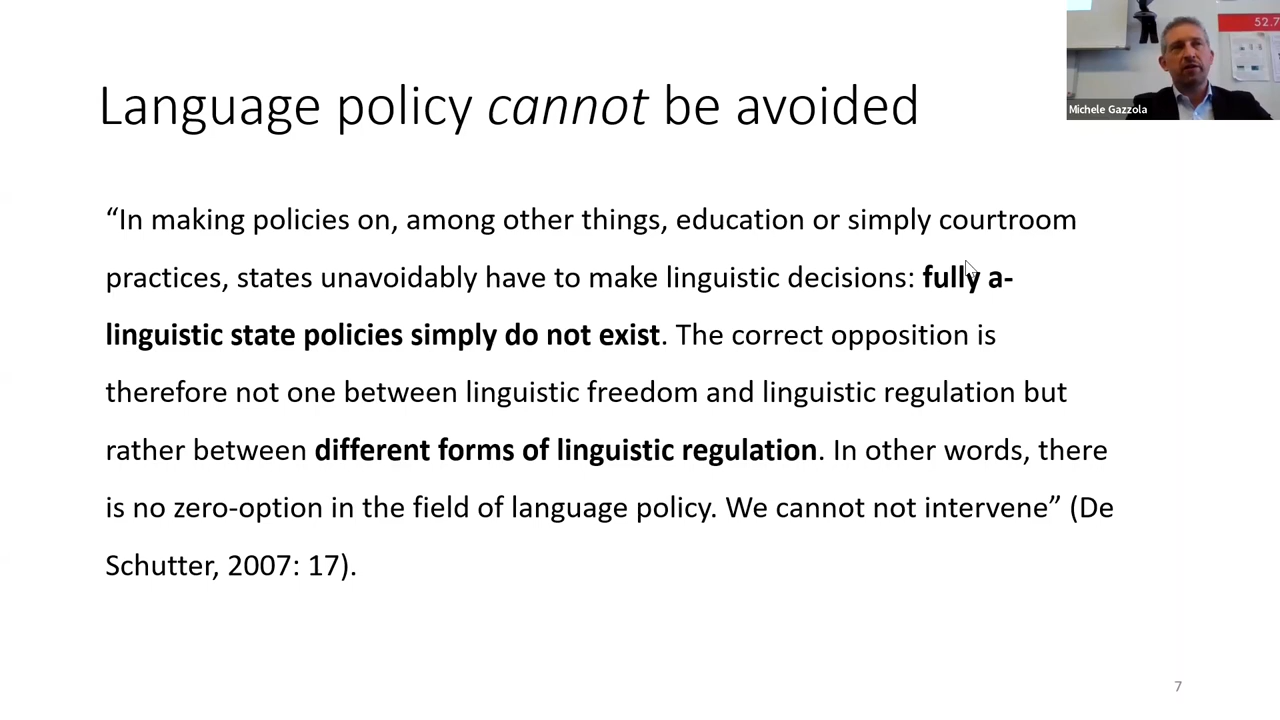 Language policy cannot be avoided
52.7
Michele Gazzola
“In making policies on, among other things, education or simply courtroom
practices, states unavoidably have to make linguistic decisions: fully a-
linguistic state policies simply do not exist. The correct opposition is
therefore not one between linguistic freedom and linguistic regulation but
rather between different forms of linguistic regulation. In other words, there
is no zero-option in the field of language policy. We cannot not intervene” (De
Schutter, 2007: 17).
7